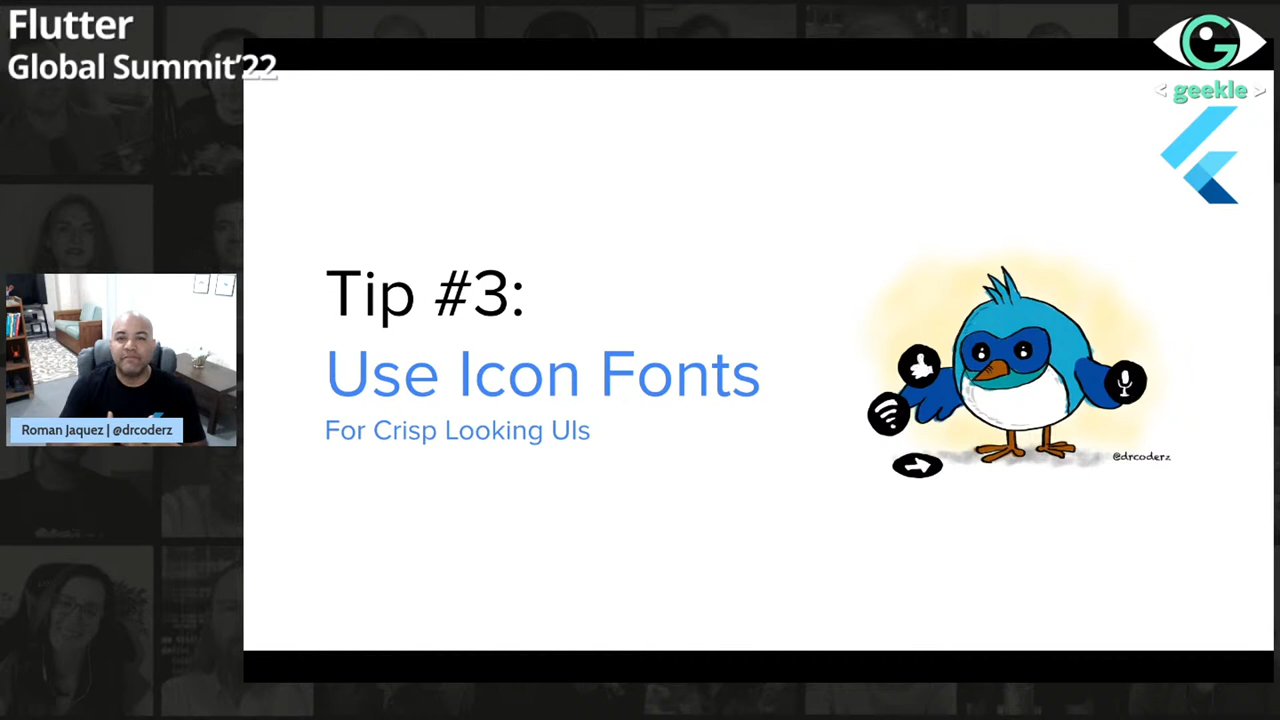 Flutter
Global Summit'22
G
< geekle >
Tip #3:
Use Icon Fonts
For Crisp Looking UIs
@drcoderz
Roman Jaquez | @drcoderz